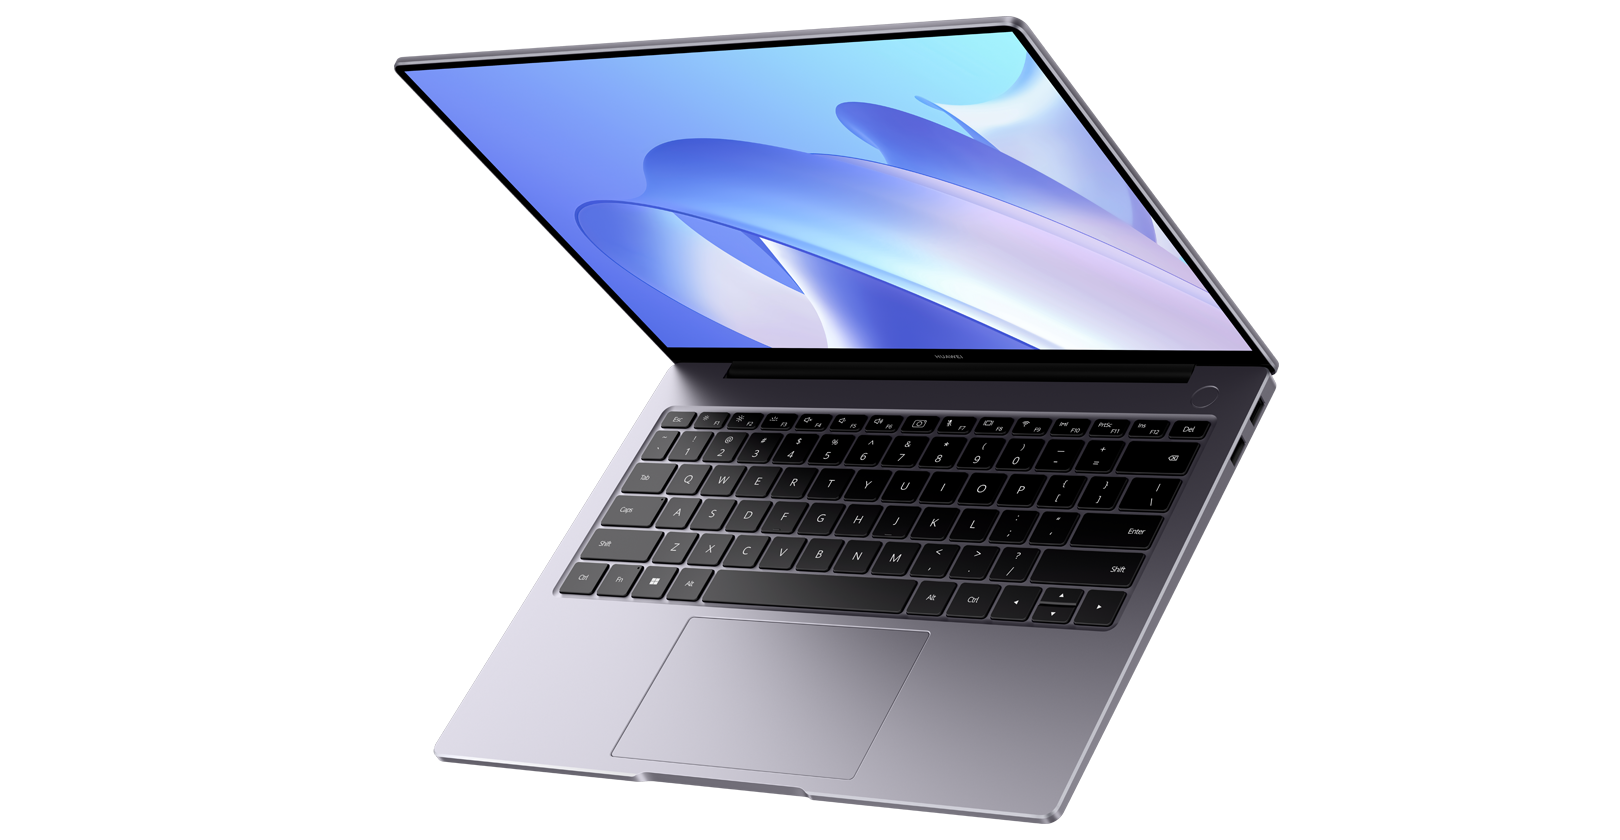 HUAWEI
Esc F1 F2 F3 F4 F5 F6 F7 F8 F9 F10 PrtSc F11 Ins F12 Del
~ ` ! 1 @ 2 # 3 $ 4 % 5 ^ 6 & 7 * 8 ( 9 ) 0 _ - + =
Tab Q W E R T Y U I O P { [ } ] | \
Caps A S D F G H J K L : ; " ' Enter
Shift Z X C V B N M < , > . ? / Shift
Ctrl Fn Alt Alt Ctrl